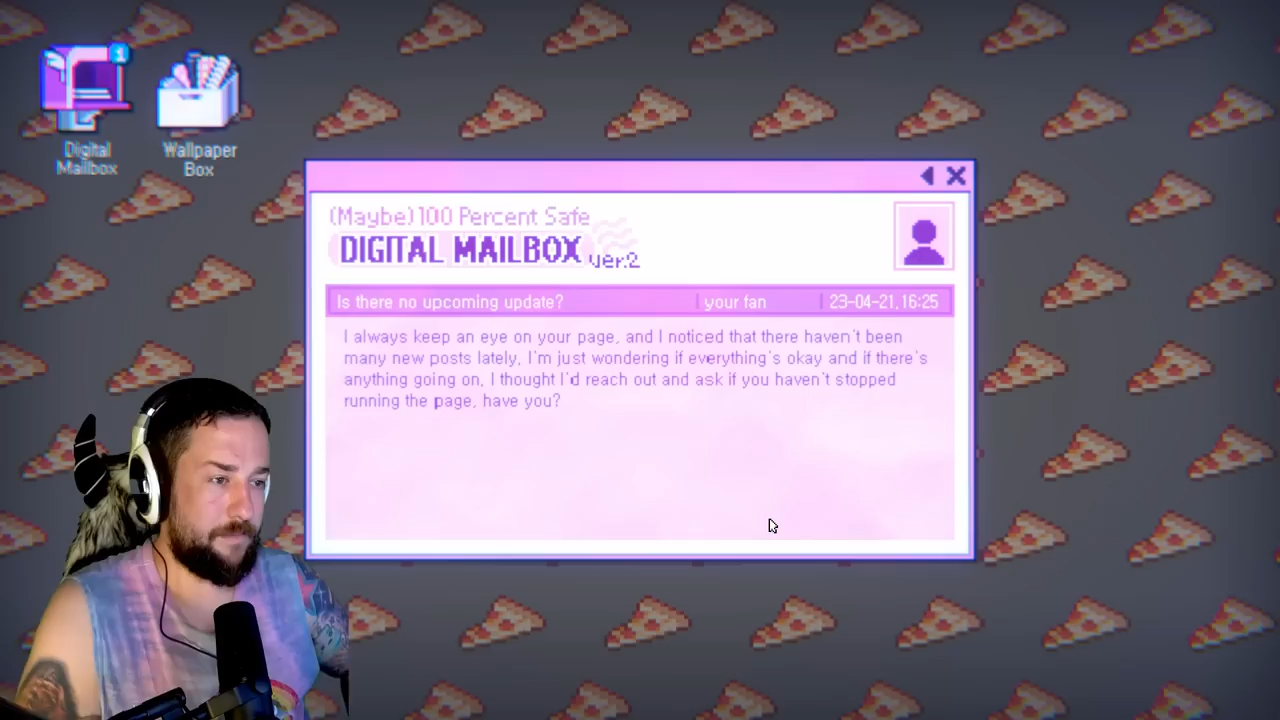 1
Digital
Mailbox
Wallpaper
Box
(Maybe)100 Percent Safe
DIGITAL MAILBOX ver.2
Is there no upcoming update? your fan 23-04-21, 16:25
I always keep an eye on your page, and I noticed that there haven't been
many new posts lately, I'm just wondering if everything's okay and if there's
anything going on, I thought I'd reach out and ask if you haven't stopped
running the page, have you?